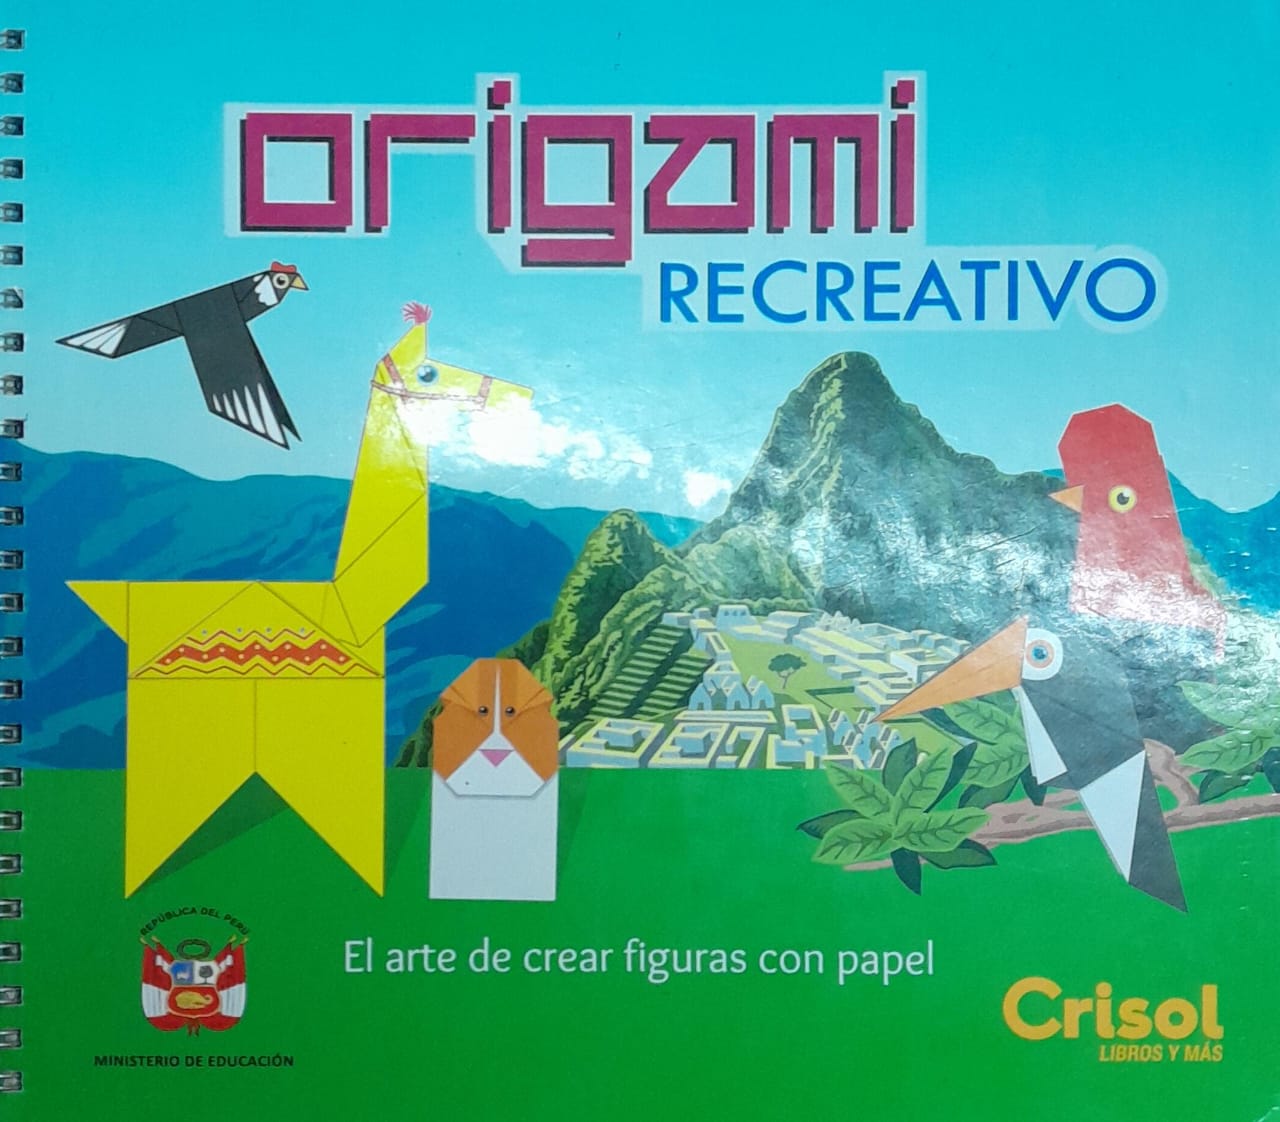 origami
RECREATIVO
El arte de crear figuras con papel
REPÚBLICA DEL PERÚ
MINISTERIO DE EDUCACIÓN
Crisol
LIBROS Y MÁS